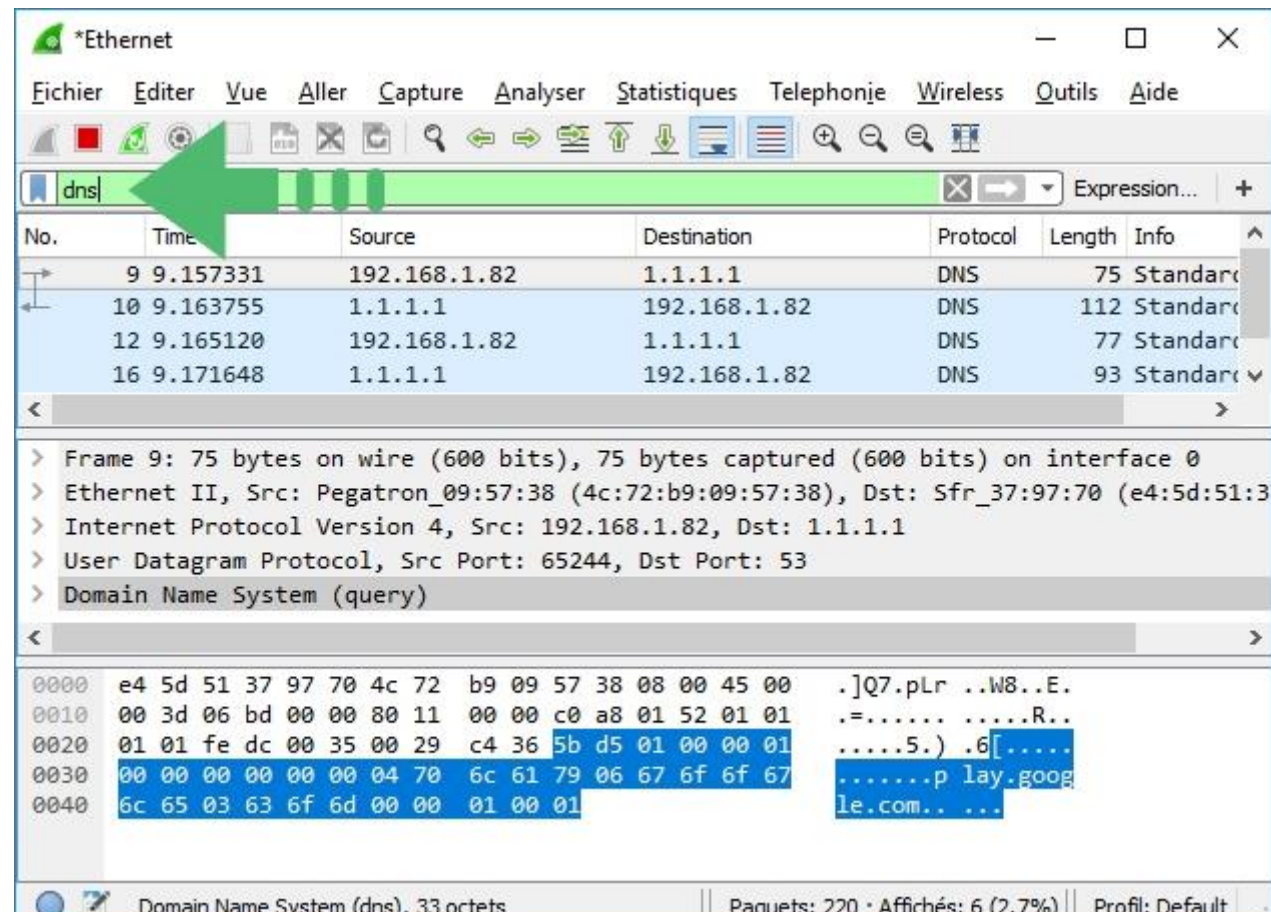 *Ethernet
Fichier Editer Vue Aller Capture Analyser Statistiques Telephonie Wireless Outils Aide
dns Expression... +
No. Time Source Destination Protocol Length Info
9 9.157331 192.168.1.82 1.1.1.1 DNS 75 Standard
10 9.163755 1.1.1.1 192.168.1.82 DNS 112 Standard
12 9.165120 192.168.1.82 1.1.1.1 DNS 77 Standard
16 9.171648 1.1.1.1 192.168.1.82 DNS 93 Standard
> Frame 9: 75 bytes on wire (600 bits), 75 bytes captured (600 bits) on interface 0
> Ethernet II, Src: Pegatron_09:57:38 (4c:72:b9:09:57:38), Dst: Sfr_37:97:70 (e4:5d:51:3
> Internet Protocol Version 4, Src: 192.168.1.82, Dst: 1.1.1.1
> User Datagram Protocol, Src Port: 65244, Dst Port: 53
> Domain Name System (query)
0000 e4 5d 51 37 97 70 4c 72 b9 09 57 38 08 00 45 00 .]Q7.pLr ..W8..E.
0010 00 3d 06 bd 00 00 80 11 00 00 c0 a8 01 52 01 01 .=...... .....R..
0020 01 01 fe dc 00 35 00 29 c4 36 5b d5 01 00 00 01 .....5.) .6[.....
0030 00 00 00 00 00 00 04 70 6c 61 79 06 67 6f 6f 67 .......p lay.goog
0040 6c 65 03 63 6f 6d 00 00 01 00 01 le.com.. ...
Domain Name System (dns), 33 octets Paquets: 220 · Affichés: 6 (2.7%) Profil: Default